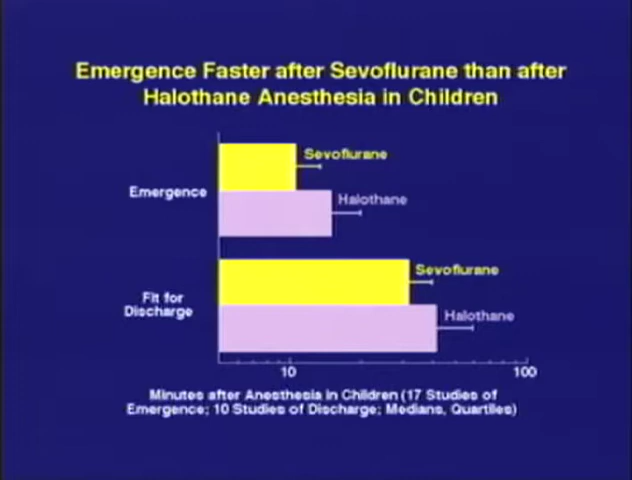 Emergence Faster after Sevoflurane than after
Halothane Anesthesia in Children
Sevoflurane
Emergence
Halothane
Sevoflurane
Fit for
Discharge
Halothane
10
100
Minutes after Anesthesia in Children (17 Studies of
Emergence; 10 Studies of Discharge; Medians, Quartiles)